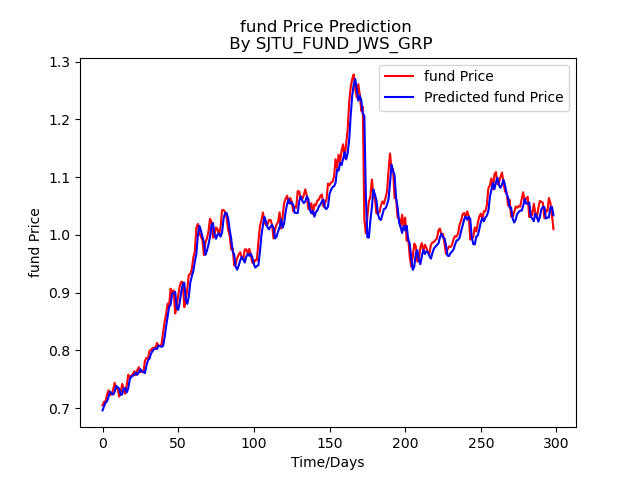 fund Price Prediction
By SJTU_FUND_JWS_GRP
fund Price
Predicted fund Price
1.3
1.2
1.1
1.0
0.9
0.8
0.7
fund Price
0 50 100 150 200 250 300
Time/Days